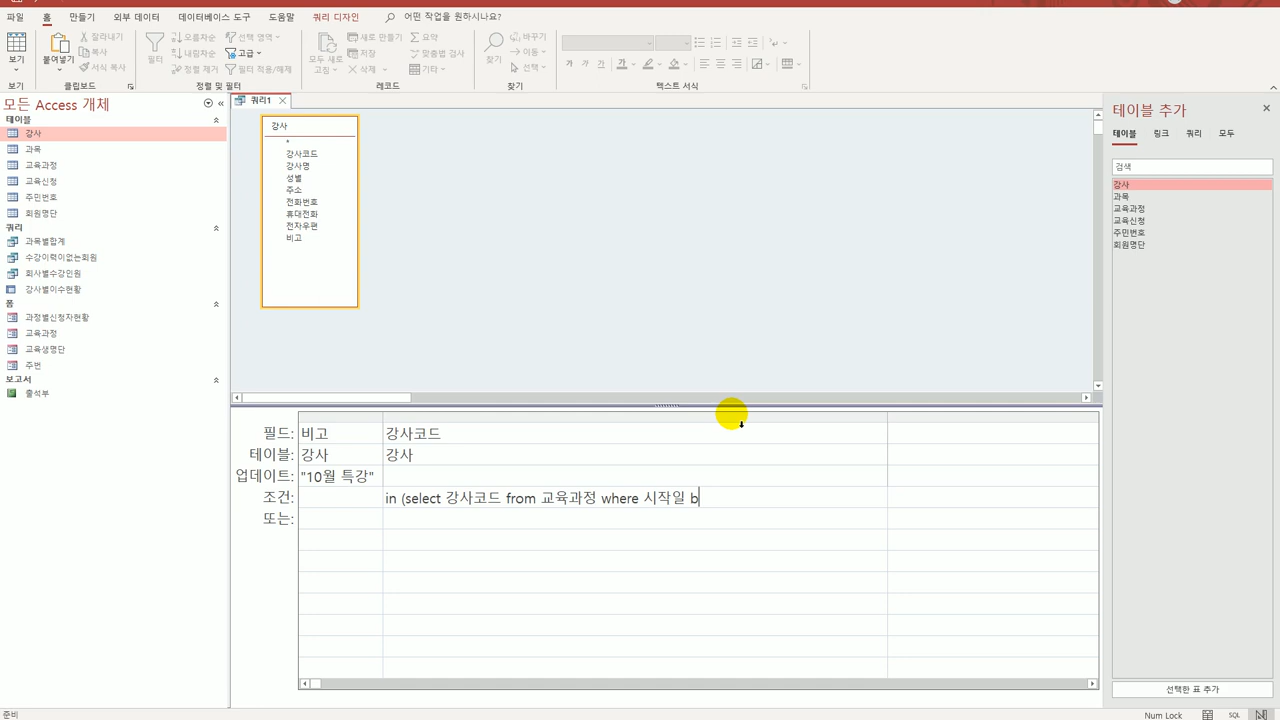 파일 홈 만들기 외부 데이터 데이터베이스 도구 도움말 쿼리 디자인 어떤 작업을 원하시나요?
보기
붙여넣기
잘라내기
복사
서식 복사
필터
오름차순
내림차순
정렬 제거
선택 영역
고급
필터 적용/해제
모두 새로 고침
새로 만들기
저장
삭제
요약
맞춤법 검사
기타
찾기
바꾸기
이동
선택
가 가 가 가
보기 클립보드 정렬 및 필터 레코드 찾기 텍스트 서식
모든 Access 개체
테이블
강사
과목
교육과정
교육신청
주민번호
회원명단
쿼리
과목별합계
수강이력이없는회원
회사별수강인원
강사별이수현황
폼
과정별신청자현황
교육과정
교육생명단
주번
보고서
출석부
쿼리1
강사
*
강사코드
강사명
성별
주소
전화번호
휴대전화
전자우편
비고
필드: 비고 강사코드
테이블: 강사 강사
업데이트: "10월 특강"
조건: in (select 강사코드 from 교육과정 where 시작일 b
또는:
테이블 추가
테이블 링크 쿼리 모두
검색
강사
과목
교육과정
교육신청
주민번호
회원명단
선택한 표 추가
준비 Num Lock SQL